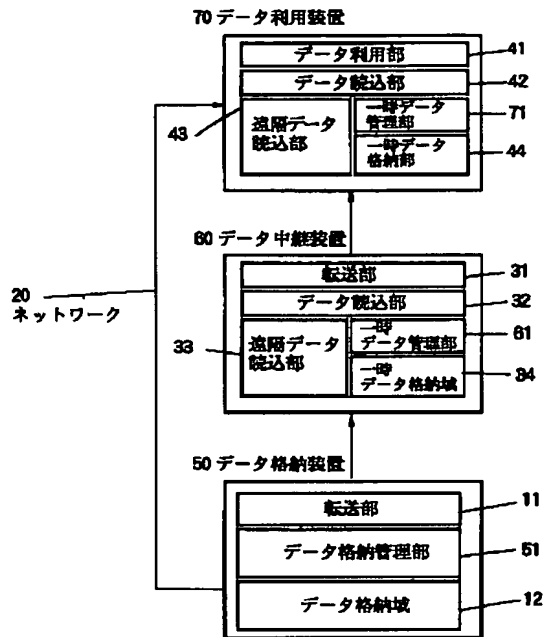 70 データ利用装置
データ利用部
41
データ読込部
42
43
遠隔データ
読込部
一時データ
管理部
71
一時データ
格納部
44
60 データ中継装置
転送部
31
データ読込部
32
20
ネットワーク
33
遠隔データ
読込部
一時
データ管理部
61
一時
データ格納域
34
50 データ格納装置
転送部
11
データ格納管理部
51
データ格納域
12